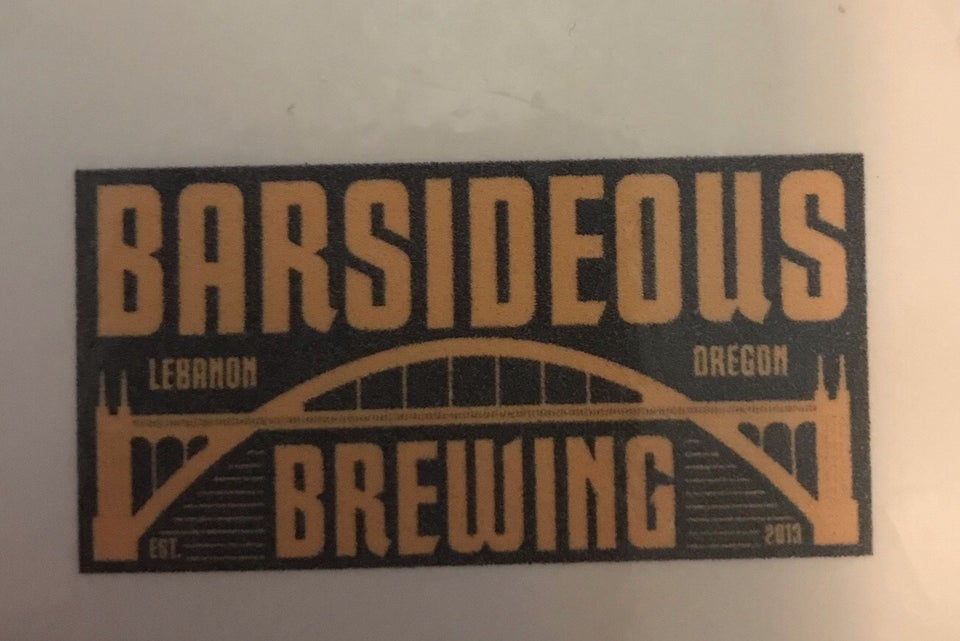 BARSIDEOUS
LEBANON OREGON
BREWING
EST. 2013